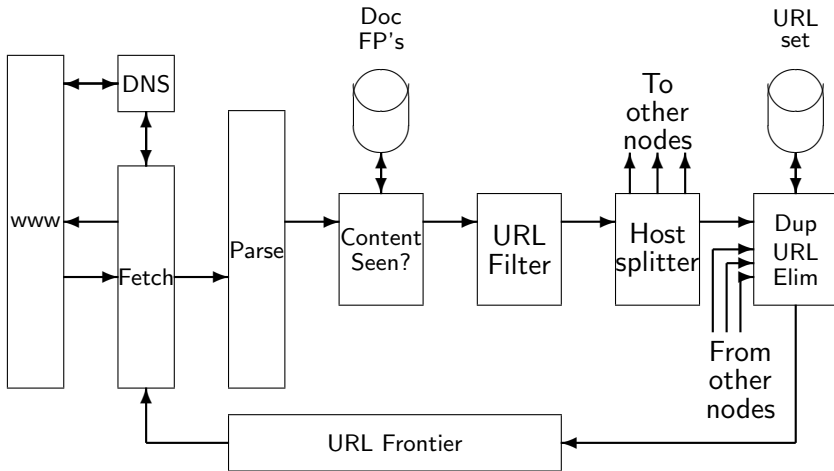 Doc
FP's
URL
set
DNS
To
other
nodes
www
Fetch
Parse
Content
Seen?
URL
Filter
Host
splitter
Dup
URL
Elim
From
other
nodes
URL Frontier